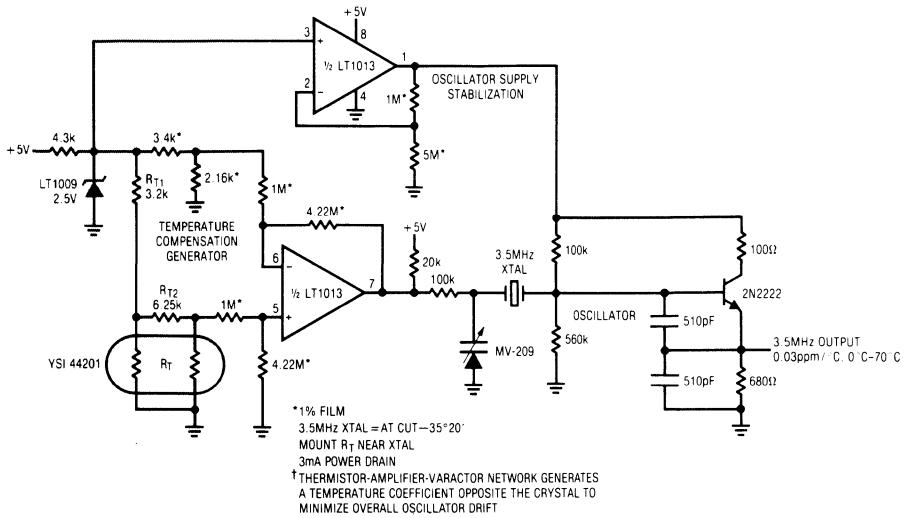 +5V
3
8
+
½ LT1013
1
2
−
4
OSCILLATOR SUPPLY
STABILIZATION
1M*
5M*
+5V
4.3k
3.4k*
LT1009
2.5V
RT1
3.2k
2.16k*
1M*
4.22M*
TEMPERATURE
COMPENSATION
GENERATOR
6
−
½ LT1013
7
5
+
+5V
20k
100k
3.5MHz
XTAL
100k
100Ω
2N2222
RT2
6.25k
1M*
4.22M*
YSI 44201
RT
MV-209
560k
OSCILLATOR
510pF
510pF
680Ω
3.5MHz OUTPUT
0.03ppm/°C, 0°C–70°C
*1% FILM
3.5MHz XTAL = AT CUT – 35°20'
MOUNT RT NEAR XTAL
3mA POWER DRAIN
†THERMISTOR-AMPLIFIER-VARACTOR NETWORK GENERATES
A TEMPERATURE COEFFICIENT OPPOSITE THE CRYSTAL TO
MINIMIZE OVERALL OSCILLATOR DRIFT